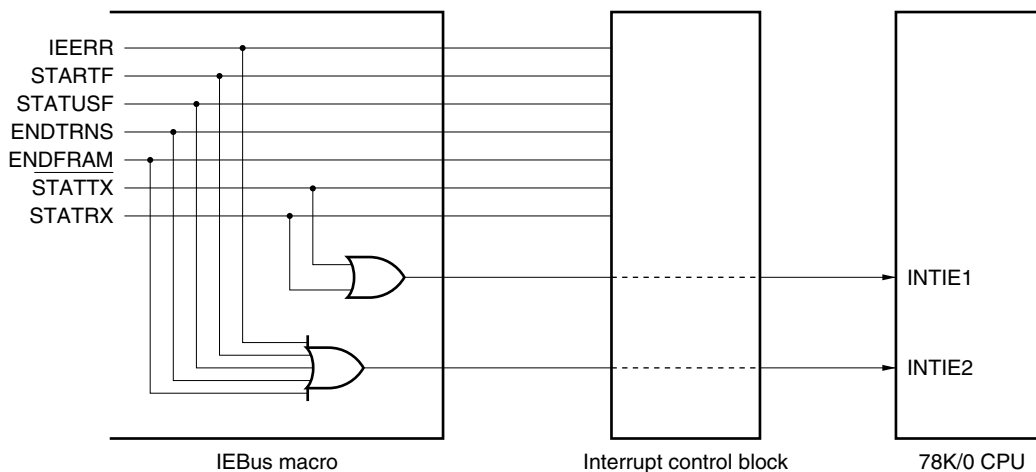 IEERR
STARTF
STATUSF
ENDTRNS
ENDFRAM
STATTX
STATRX
INTIE1
INTIE2
IEBus macro
Interrupt control block
78K/0 CPU